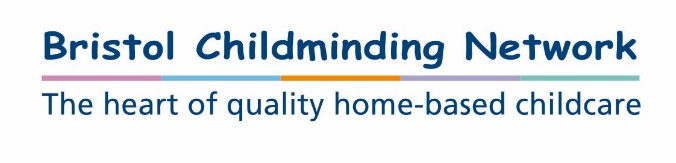 Bristol Childminding Network
The heart of quality home-based childcare